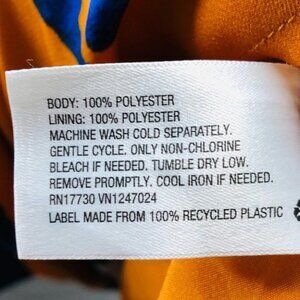 BODY: 100% POLYESTER
LINING: 100% POLYESTER
MACHINE WASH COLD SEPARATELY.
GENTLE CYCLE. ONLY NON-CHLORINE
BLEACH IF NEEDED. TUMBLE DRY LOW.
REMOVE PROMPTLY. COOL IRON IF NEEDED.
RN17730 VN1247024
LABEL MADE FROM 100% RECYCLED PLASTIC